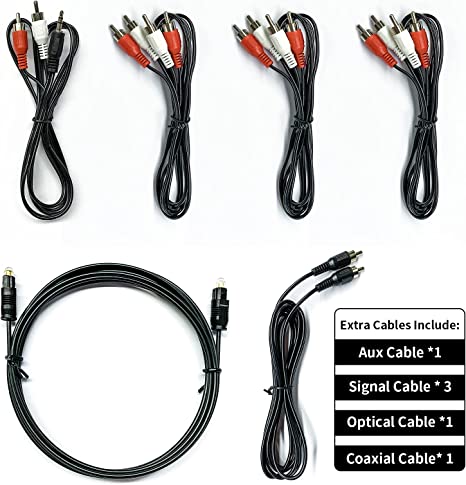 Extra Cables Include:
Aux Cable *1
Signal Cable * 3
Optical Cable *1
Coaxial Cable* 1